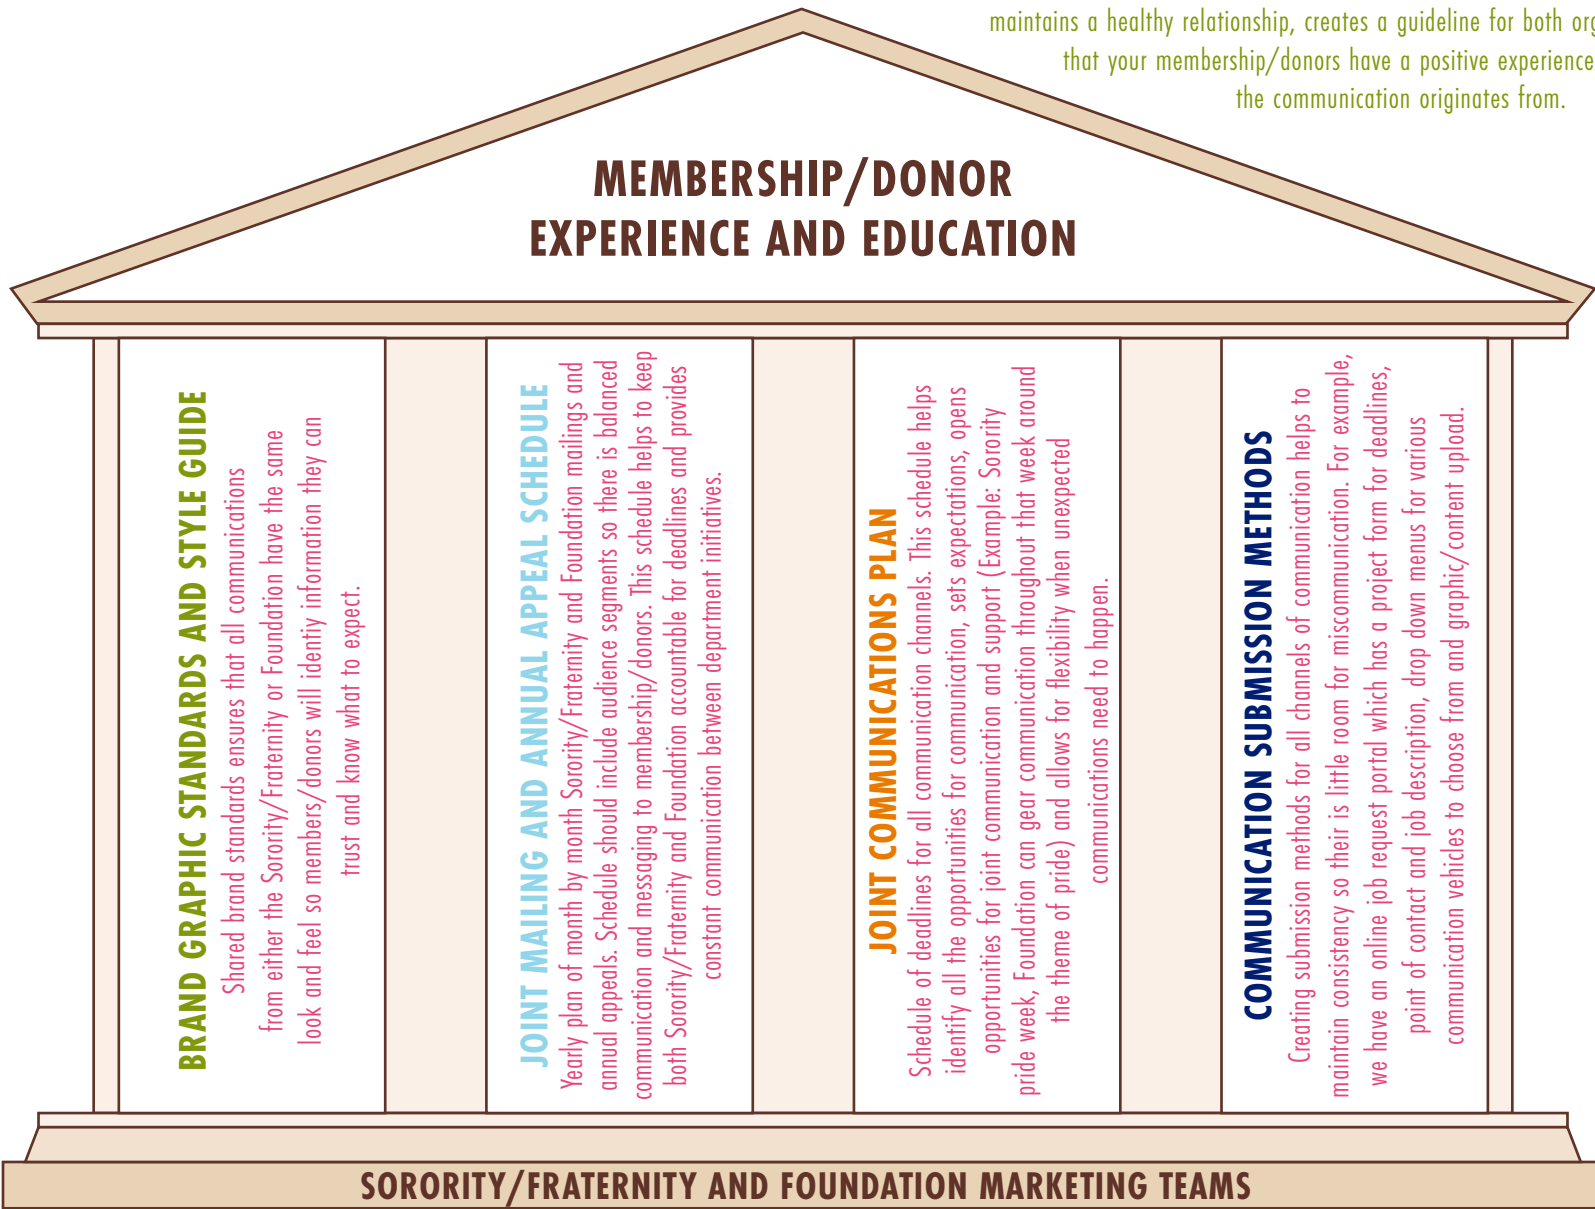 maintains a healthy relationship, creates a guideline for both
that your membership/donors have a positive experience
the communication originates from.
MEMBERSHIP/DONOR
EXPERIENCE AND EDUCATION
BRAND GRAPHIC STANDARDS AND STYLE GUIDE
Shared brand standards ensures that all communications
from either the Sorority/Fraternity or Foundation have the same
look and feel so members/donors will identiy information they can
trust and know what to expect.
JOINT MAILING AND ANNUAL APPEAL SCHEDULE
Yearly plan of month by month Sorority/Fraternity and Foundation mailings and
annual appeals. Schedule should include audience segments so there is balanced
communication and messaging to membership/donors. This schedule helps to keep
both Sorority/Fraternity and Foundation accountable for deadlines and provides
constant communication between department initiatives.
JOINT COMMUNICATIONS PLAN
Schedule of deadlines for all communication channels. This schedule helps
identify all the opportunities for communication, sets expectations, opens
opportunities for joint communication and support (Example: Sorority
pride week, Foundation can gear communication throughout that week around
the theme of pride) and allows for flexibility when unexpected
communications need to happen.
COMMUNICATION SUBMISSION METHODS
Creating submission methods for all channels of communication helps to
maintain consistency so their is little room for miscommunication. For example,
we have an online job request portal which has a project form for deadlines,
point of contact and job description, drop down menus for various
communication vehicles to choose from and graphic/content upload.
SORORITY/FRATERNITY AND FOUNDATION MARKETING TEAMS